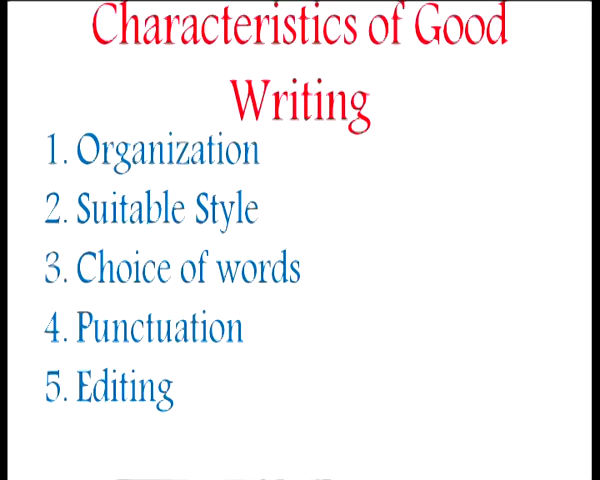 Characteristics of Good
Writing
1. Organization
2. Suitable Style
3. Choice of words
4. Punctuation
5. Editing